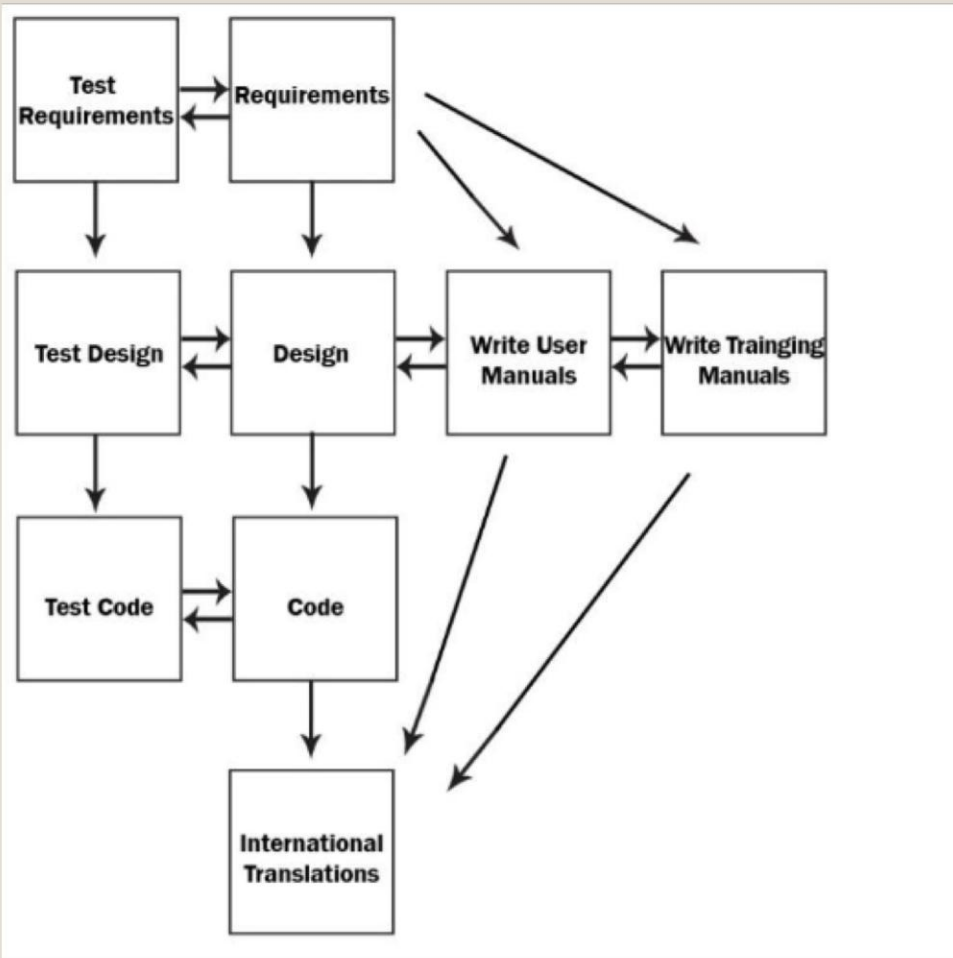 Test
Requirements
Requirements
Test Design
Design
Write User
Manuals
Write Trainging
Manuals
Test Code
Code
International
Translations